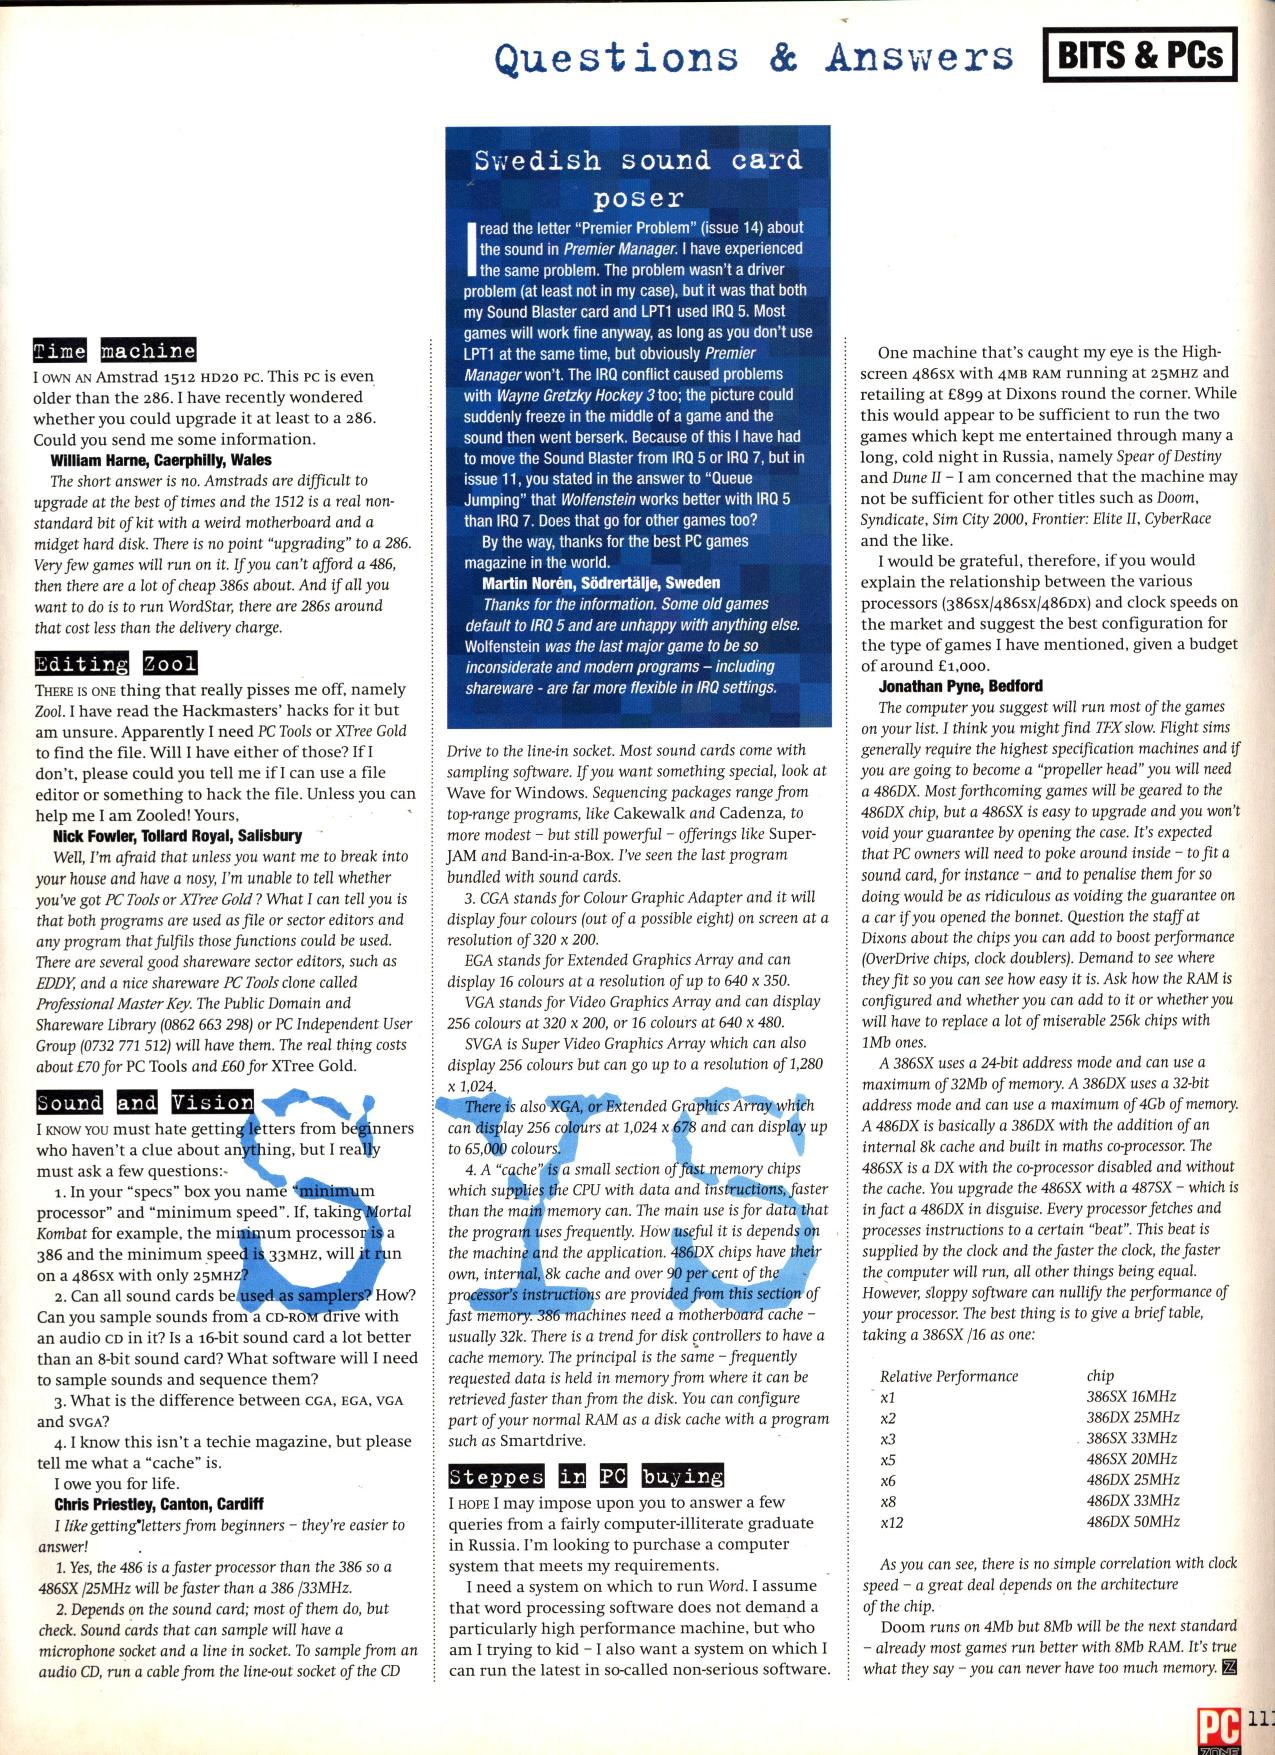 Questions & Answers BITS & PCs
Time machine
I OWN AN Amstrad 1512 HD20 PC. This PC is even
older than the 286. I have recently wondered
whether you could upgrade it at least to a 286.
Could you send me some information.
William Harne, Caerphilly, Wales
The short answer is no. Amstrads are difficult to
upgrade at the best of times and the 1512 is a real non-
standard bit of kit with a weird motherboard and a
midget hard disk. There is no point “upgrading” to a 286.
Very few games will run on it. If you can't afford a 486,
then there are a lot of cheap 386s about. And if all you
want to do is to run WordStar, there are 286s around
that cost less than the delivery charge.
Editing Zool
THERE IS ONE thing that really pisses me off, namely
Zool. I have read the Hackmasters' hacks for it but
am unsure. Apparently I need PC Tools or XTree Gold
to find the file. Will I have either of those? If I
don't, please could you tell me if I can use a file
editor or something to hack the file. Unless you can
help me I am Zooled! Yours,
Nick Fowler, Tollard Royal, Salisbury
Well, I'm afraid that unless you want me to break into
your house and have a nosy, I'm unable to tell whether
you've got PC Tools or XTree Gold ? What I can tell you is
that both programs are used as file or sector editors and
any program that fulfils those functions could be used.
There are several good shareware sector editors, such as
EDDY, and a nice shareware PC Tools clone called
Professional Master Key. The Public Domain and
Shareware Library (0862 663 298) or PC Independent User
Group (0732 771 512) will have them. The real thing costs
about £70 for PC Tools and £60 for XTree Gold.
Sound and Vision
I KNOW YOU must hate getting letters from beginners
who haven't a clue about anything, but I really
must ask a few questions:
1. In your “specs” box you name “minimum
processor” and “minimum speed”. If, taking Mortal
Kombat for example, the minimum processor is a
386 and the minimum speed is 33MHZ, will it run
on a 486SX with only 25MHZ?
2. Can all sound cards be used as samplers? How?
Can you sample sounds from a CD-ROM drive with
an audio CD in it? Is a 16-bit sound card a lot better
than an 8-bit sound card? What software will I need
to sample sounds and sequence them?
3. What is the difference between CGA, EGA, VGA
and SVGA?
4. I know this isn't a techie magazine, but please
tell me what a “cache” is.
I owe you for life.
Chris Priestley, Canton, Cardiff
I like getting letters from beginners – they're easier to
answer!
1. Yes, the 486 is a faster processor than the 386 so a
486SX /25MHz will be faster than a 386 /33MHz.
2. Depends on the sound card; most of them do, but
check. Sound cards that can sample will have a
microphone socket and a line in socket. To sample from an
audio CD, run a cable from the line-out socket of the CD
Swedish sound card
poser
I read the letter “Premier Problem” (issue 14) about
the sound in Premier Manager. I have experienced
the same problem. The problem wasn't a driver
problem (at least not in my case), but it was that both
my Sound Blaster card and LPT1 used IRQ 5. Most
games will work fine anyway, as long as you don't use
LPT1 at the same time, but obviously Premier
Manager won't. The IRQ conflict caused problems
with Wayne Gretzky Hockey 3 too; the picture could
suddenly freeze in the middle of a game and the
sound then went berserk. Because of this I have had
to move the Sound Blaster from IRQ 5 or IRQ 7, but in
issue 11, you stated in the answer to “Queue
Jumping” that Wolfenstein works better with IRQ 5
than IRQ 7. Does that go for other games too?
By the way, thanks for the best PC games
magazine in the world.
Martin Norén, Södrertälje, Sweden
Thanks for the information. Some old games
default to IRQ 5 and are unhappy with anything else.
Wolfenstein was the last major game to be so
inconsiderate and modern programs – including
shareware - are far more flexible in IRQ settings.
Drive to the line-in socket. Most sound cards come with
sampling software. If you want something special, look at
Wave for Windows. Sequencing packages range from
top-range programs, like Cakewalk and Cadenza, to
more modest – but still powerful – offerings like Super-
JAM and Band-in-a-Box. I've seen the last program
bundled with sound cards.
3. CGA stands for Colour Graphic Adapter and it will
display four colours (out of a possible eight) on screen at a
resolution of 320 x 200.
EGA stands for Extended Graphics Array and can
display 16 colours at a resolution of up to 640 x 350.
VGA stands for Video Graphics Array and can display
256 colours at 320 x 200, or 16 colours at 640 x 480.
SVGA is Super Video Graphics Array which can also
display 256 colours but can go up to a resolution of 1,280
x 1,024.
There is also XGA, or Extended Graphics Array which
can display 256 colours at 1,024 x 678 and can display up
to 65,000 colours.
4. A “cache” is a small section of fast memory chips
which supplies the CPU with data and instructions, faster
than the main memory can. The main use is for data that
the program uses frequently. How useful it is depends on
the machine and the application. 486DX chips have their
own, internal, 8k cache and over 90 per cent of the
processor's instructions are provided from this section of
fast memory. 386 machines need a motherboard cache –
usually 32k. There is a trend for disk controllers to have a
cache memory. The principal is the same – frequently
requested data is held in memory from where it can be
retrieved faster than from the disk. You can configure
part of your normal RAM as a disk cache with a program
such as Smartdrive.
Steppes in PC buying
I HOPE I may impose upon you to answer a few
queries from a fairly computer-illiterate graduate
in Russia. I'm looking to purchase a computer
system that meets my requirements.
I need a system on which to run Word. I assume
that word processing software does not demand a
particularly high performance machine, but who
am I trying to kid – I also want a system on which I
can run the latest in so-called non-serious software.
One machine that's caught my eye is the High-
screen 486SX with 4MB RAM running at 25MHZ and
retailing at £899 at Dixons round the corner. While
this would appear to be sufficient to run the two
games which kept me entertained through many a
long, cold night in Russia, namely Spear of Destiny
and Dune II – I am concerned that the machine may
not be sufficient for other titles such as Doom,
Syndicate, Sim City 2000, Frontier: Elite II, CyberRace
and the like.
I would be grateful, therefore, if you would
explain the relationship between the various
processors (386SX/486SX/486DX) and clock speeds on
the market and suggest the best configuration for
the type of games I have mentioned, given a budget
of around £1,000.
Jonathan Pyne, Bedford
The computer you suggest will run most of the games
on your list. I think you might find TFX slow. Flight sims
generally require the highest specification machines and if
you are going to become a “propeller head” you will need
a 486DX. Most forthcoming games will be geared to the
486DX chip, but a 486SX is easy to upgrade and you won't
void your guarantee by opening the case. It's expected
that PC owners will need to poke around inside – to fit a
sound card, for instance – and to penalise them for so
doing would be as ridiculous as voiding the guarantee on
a car if you opened the bonnet. Question the staff at
Dixons about the chips you can add to boost performance
(OverDrive chips, clock doublers). Demand to see where
they fit so you can see how easy it is. Ask how the RAM is
configured and whether you can add to it or whether you
will have to replace a lot of miserable 256k chips with
1Mb ones.
A 386SX uses a 24-bit address mode and can use a
maximum of 32Mb of memory. A 386DX uses a 32-bit
address mode and can use a maximum of 4Gb of memory.
A 486DX is basically a 386DX with the addition of an
internal 8k cache and built in maths co-processor. The
486SX is a DX with the co-processor disabled and without
the cache. You upgrade the 486SX with a 487SX – which is
in fact a 486DX in disguise. Every processor fetches and
processes instructions to a certain “beat”. This beat is
supplied by the clock and the faster the clock, the faster
the computer will run, all other things being equal.
However, sloppy software can nullify the performance of
your processor. The best thing is to give a brief table,
taking a 386SX /16 as one:
Relative Performance chip
x1 386SX 16MHz
x2 386DX 25MHz
x3 386SX 33MHz
x5 486SX 20MHz
x6 486DX 25MHz
x8 486DX 33MHz
x12 486DX 50MHz
As you can see, there is no simple correlation with clock
speed – a great deal depends on the architecture
of the chip.
Doom runs on 4Mb but 8Mb will be the next standard
– already most games run better with 8Mb RAM. It's true
what they say – you can never have too much memory. Z
SYS
PC ZONE 111